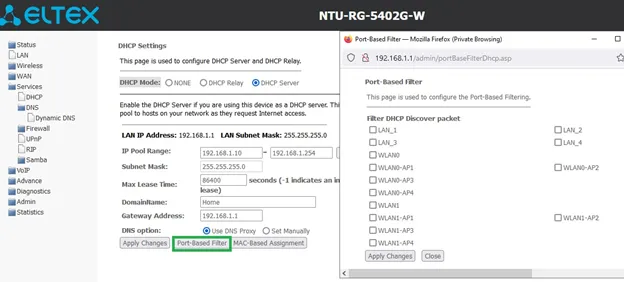 ELTEX
NTU-RG-5402G-W
Status
LAN
Wireless
WAN
Services
DHCP
DNS
Dynamic DNS
Firewall
UPnP
RIP
Samba
VoIP
Advance
Diagnostics
Admin
Statistics
DHCP Settings
This page is used to configure DHCP Server and DHCP Relay.
DHCP Mode: NONE DHCP Relay DHCP Server
Enable the DHCP Server if you are using this device as a DHCP server. This
pool to hosts on your network as they request Internet access.
LAN IP Address: 192.168.1.1 LAN Subnet Mask: 255.255.255.0
IP Pool Range: 192.168.1.10 - 192.168.1.254
Subnet Mask: 255.255.255.0
Max Lease Time: 86400 seconds (-1 indicates an in
lease)
DomainName: Home
Gateway Address: 192.168.1.1
DNS option: Use DNS Proxy Set Manually
Apply Changes Port-Based Filter MAC-Based Assignment
Port-Based Filter — Mozilla Firefox (Private Browsing)
192.168.1.1/admin/portBaseFilterDhcp.asp
Port-Based Filter
This page is used to configure the Port-Based Filtering.
Filter DHCP Discover packet
LAN_1 LAN_2
LAN_3 LAN_4
WLAN0
WLAN0-AP1 WLAN0-AP2
WLAN0-AP3
WLAN0-AP4
WLAN1
WLAN1-AP1 WLAN1-AP2
WLAN1-AP3
WLAN1-AP4
Apply Changes Close